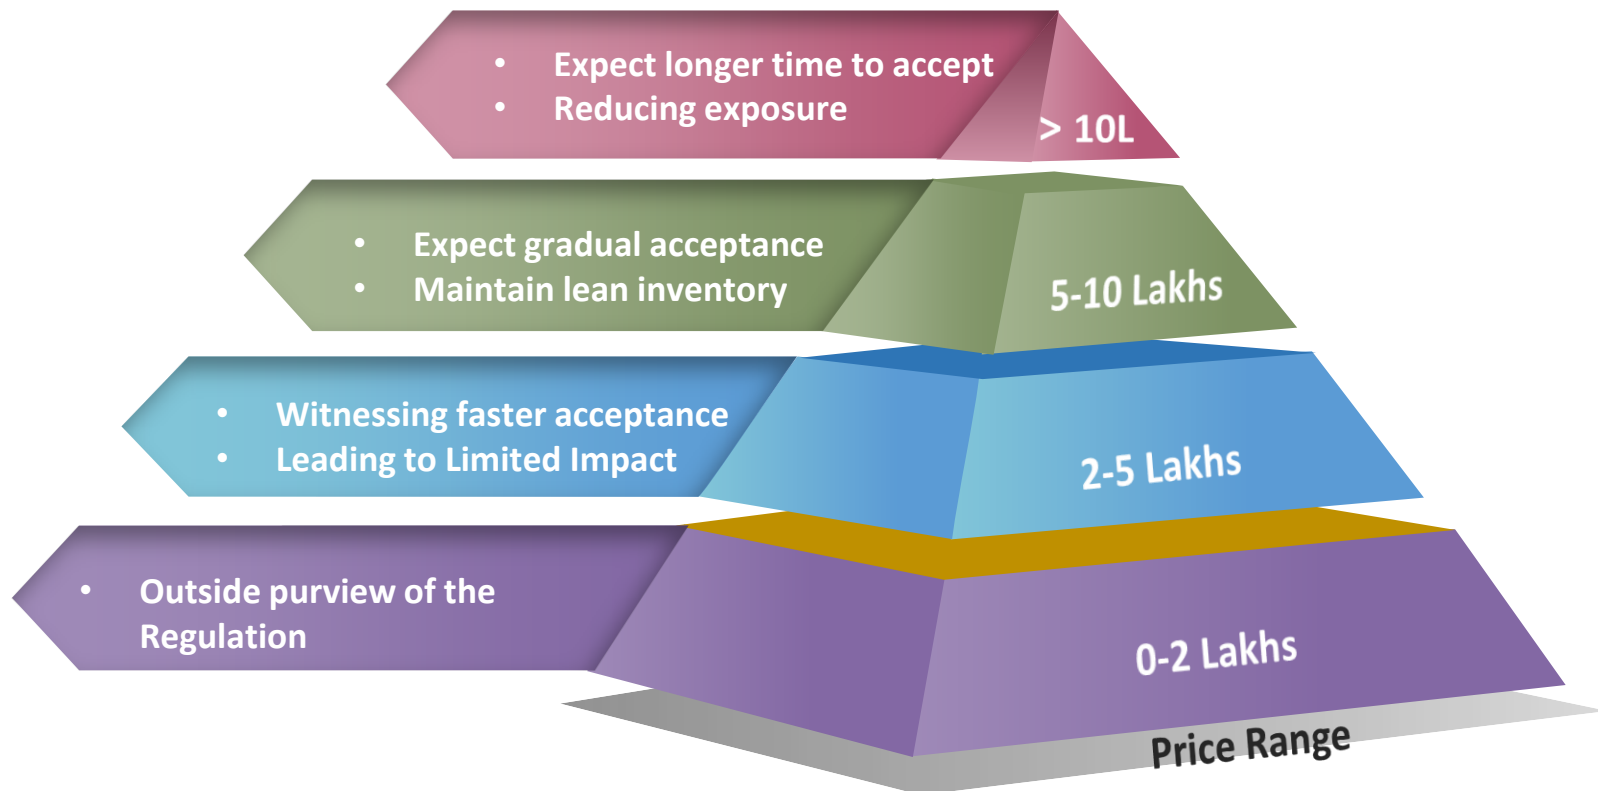 • Expect longer time to accept
• Reducing exposure
> 10L
• Expect gradual acceptance
• Maintain lean inventory
5-10 Lakhs
• Witnessing faster acceptance
• Leading to Limited Impact
2-5 Lakhs
• Outside purview of the
Regulation
0-2 Lakhs
Price Range